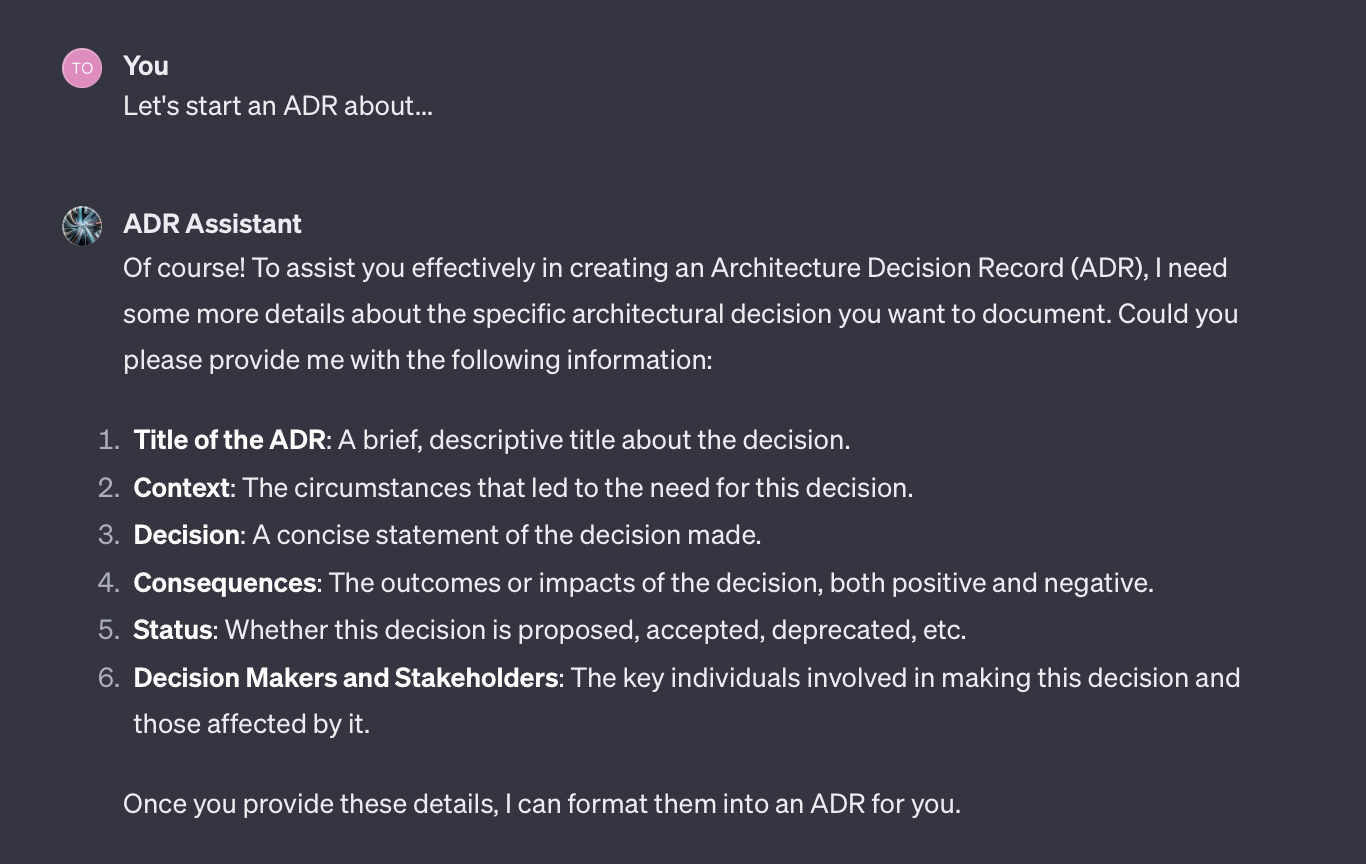 TO
You
Let's start an ADR about...
ADR Assistant
Of course! To assist you effectively in creating an Architecture Decision Record (ADR), I need
some more details about the specific architectural decision you want to document. Could you
please provide me with the following information:
1. Title of the ADR: A brief, descriptive title about the decision.
2. Context: The circumstances that led to the need for this decision.
3. Decision: A concise statement of the decision made.
4. Consequences: The outcomes or impacts of the decision, both positive and negative.
5. Status: Whether this decision is proposed, accepted, deprecated, etc.
6. Decision Makers and Stakeholders: The key individuals involved in making this decision and
those affected by it.
Once you provide these details, I can format them into an ADR for you.